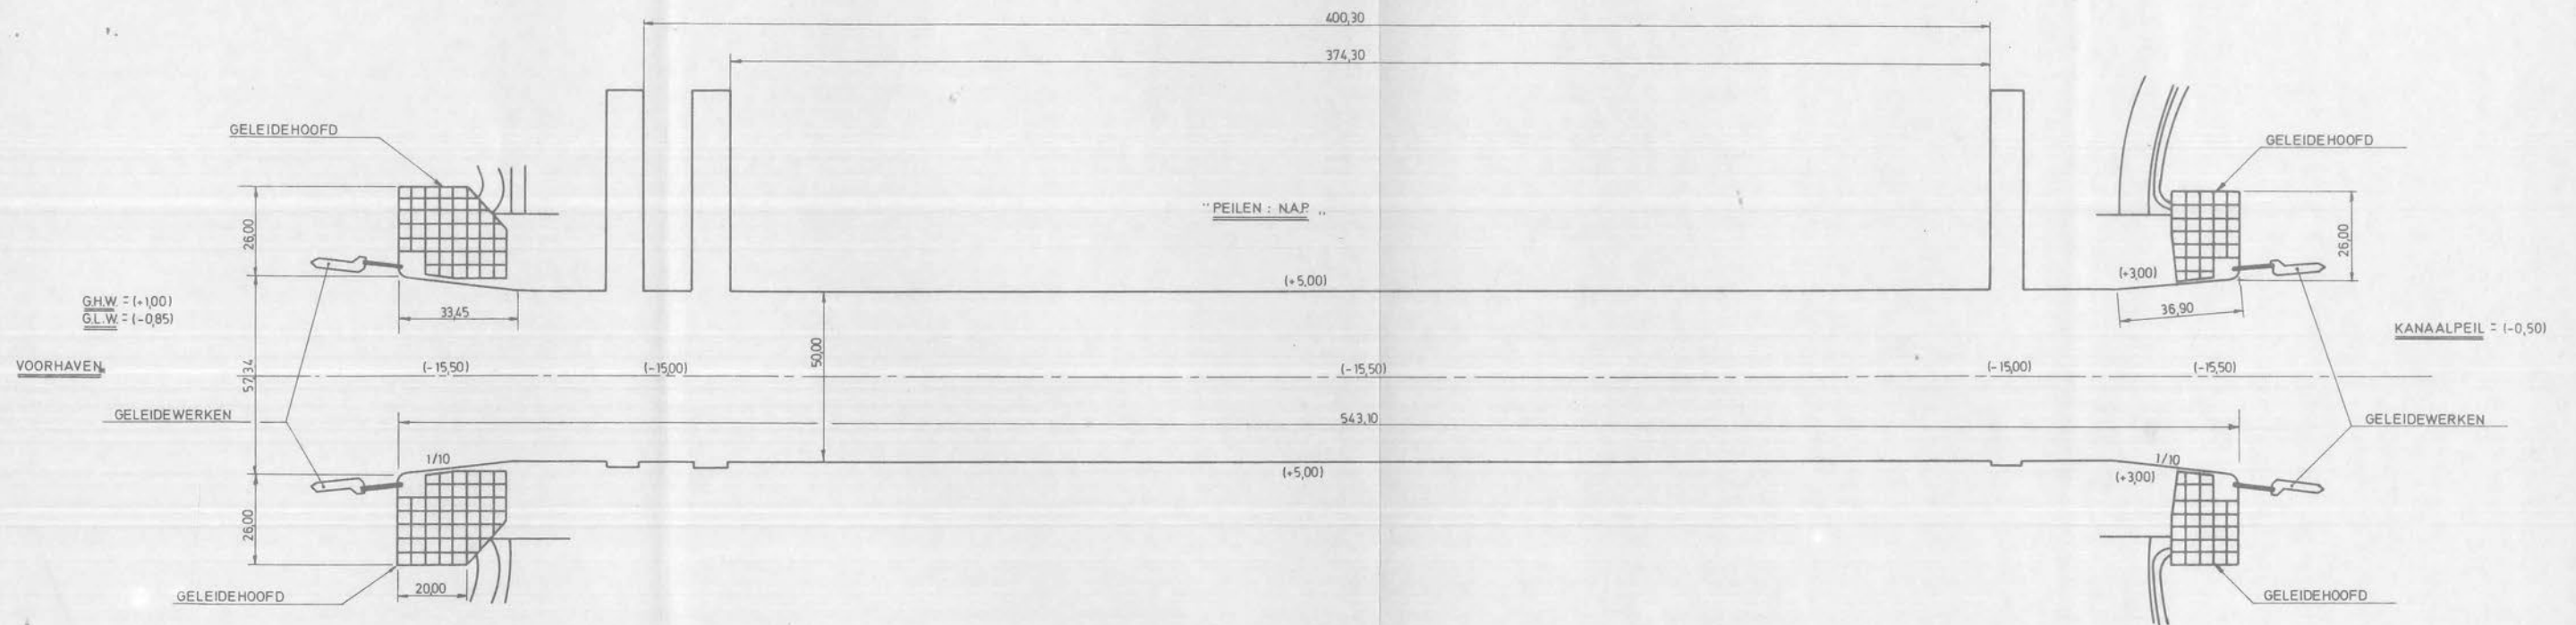 400,30
374,30
GELEIDEHOOFD
GELEIDEHOOFD
"PEILEN : N.A.P. "
26,00
26,00
(+5,00)
(+3,00)
G.H.W. = (+1,00)
G.L.W. = (-0,85)
33,45
36,90
KANAALPEIL = (-0,50)
50,00
VOORHAVEN
57,34
(-15,50)
(-15,00)
(-15,50)
(-15,00)
(-15,50)
GELEIDEWERKEN
543,10
GELEIDEWERKEN
1/10
1/10
(+5,00)
(+3,00)
26,00
20,00
GELEIDEHOOFD
GELEIDEHOOFD